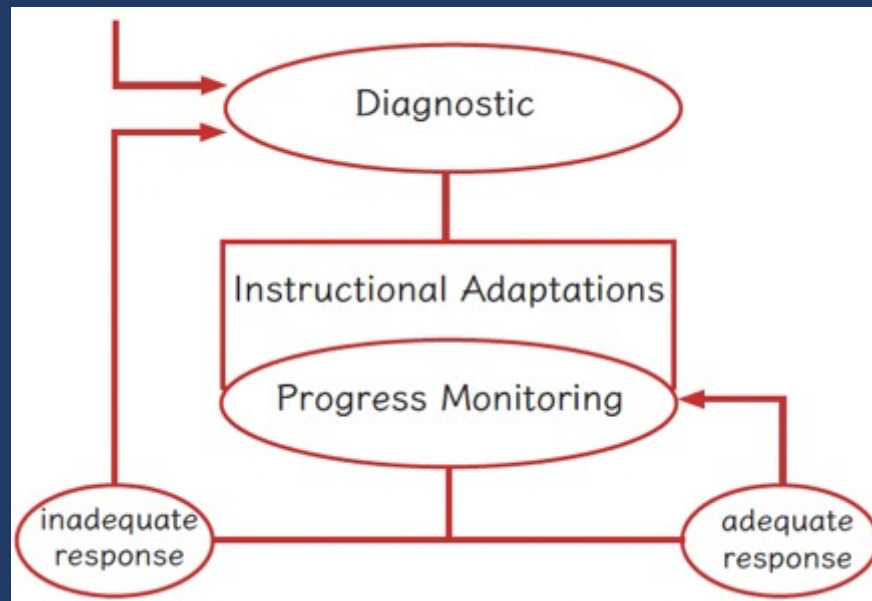 Diagnostic
Instructional Adaptations
Progress Monitoring
inadequate
response
adequate
response